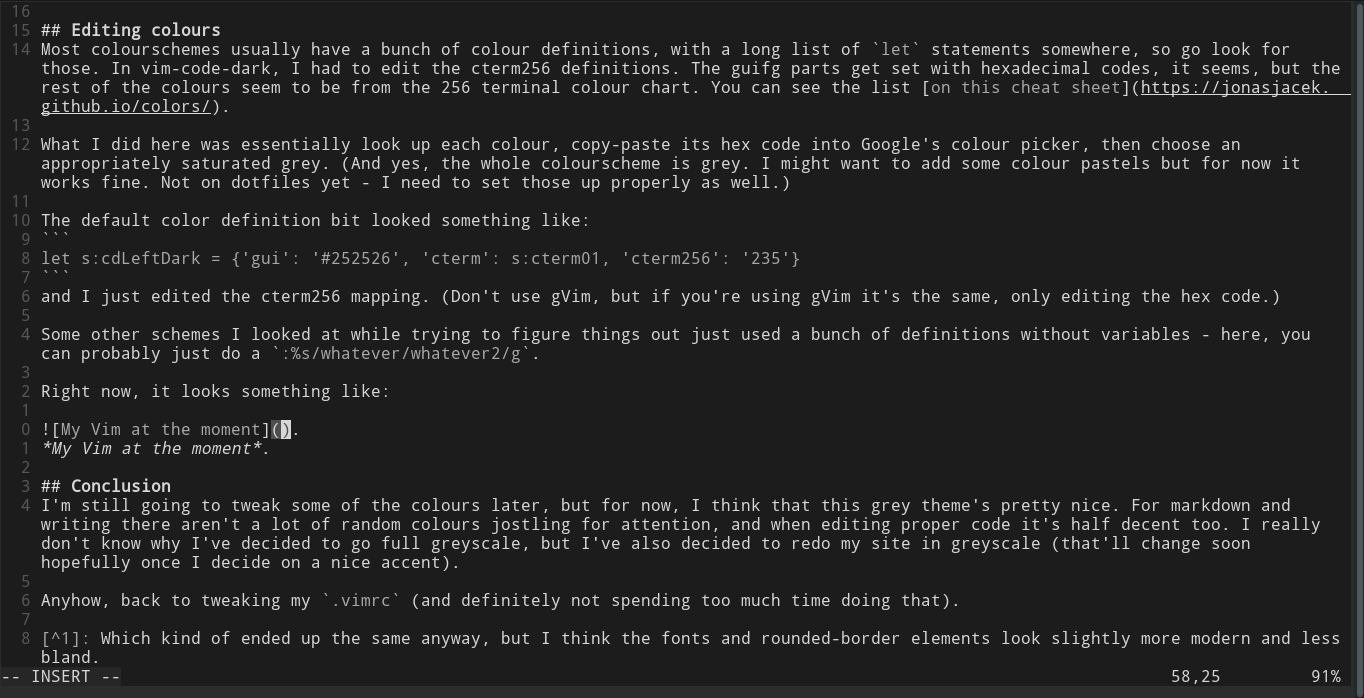 16
15 ## Editing colours
14 Most colourschemes usually have a bunch of colour definitions, with a long list of `let` statements somewhere, so go look for
those. In vim-code-dark, I had to edit the cterm256 definitions. The guifg parts get set with hexadecimal codes, it seems, but the
rest of the colours seem to be from the 256 terminal colour chart. You can see the list [on this cheat sheet](https://jonasjacek.
github.io/colors/).
13
12 What I did here was essentially look up each colour, copy-paste its hex code into Google's colour picker, then choose an
appropriately saturated grey. (And yes, the whole colourscheme is grey. I might want to add some colour pastels but for now it
works fine. Not on dotfiles yet - I need to set those up properly as well.)
11
10 The default color definition bit looked something like:
9 ```
8 let s:cdLeftDark = {'gui': '#252526', 'cterm': s:cterm01, 'cterm256': '235'}
7 ```
6 and I just edited the cterm256 mapping. (Don't use gVim, but if you're using gVim it's the same, only editing the hex code.)
5
4 Some other schemes I looked at while trying to figure things out just used a bunch of definitions without variables - here, you
can probably just do a `:%s/whatever/whatever2/g`.
3
2 Right now, it looks something like:
1
0 ![My Vim at the moment]().
1 *My Vim at the moment*.
2
3 ## Conclusion
4 I'm still going to tweak some of the colours later, but for now, I think that this grey theme's pretty nice. For markdown and
writing there aren't a lot of random colours jostling for attention, and when editing proper code it's half decent too. I really
don't know why I've decided to go full greyscale, but I've also decided to redo my site in greyscale (that'll change soon
hopefully once I decide on a nice accent).
5
6 Anyhow, back to tweaking my `.vimrc` (and definitely not spending too much time doing that).
7
8 [^1]: Which kind of ended up the same anyway, but I think the fonts and rounded-border elements look slightly more modern and less
bland.
-- INSERT -- 58,25 91%